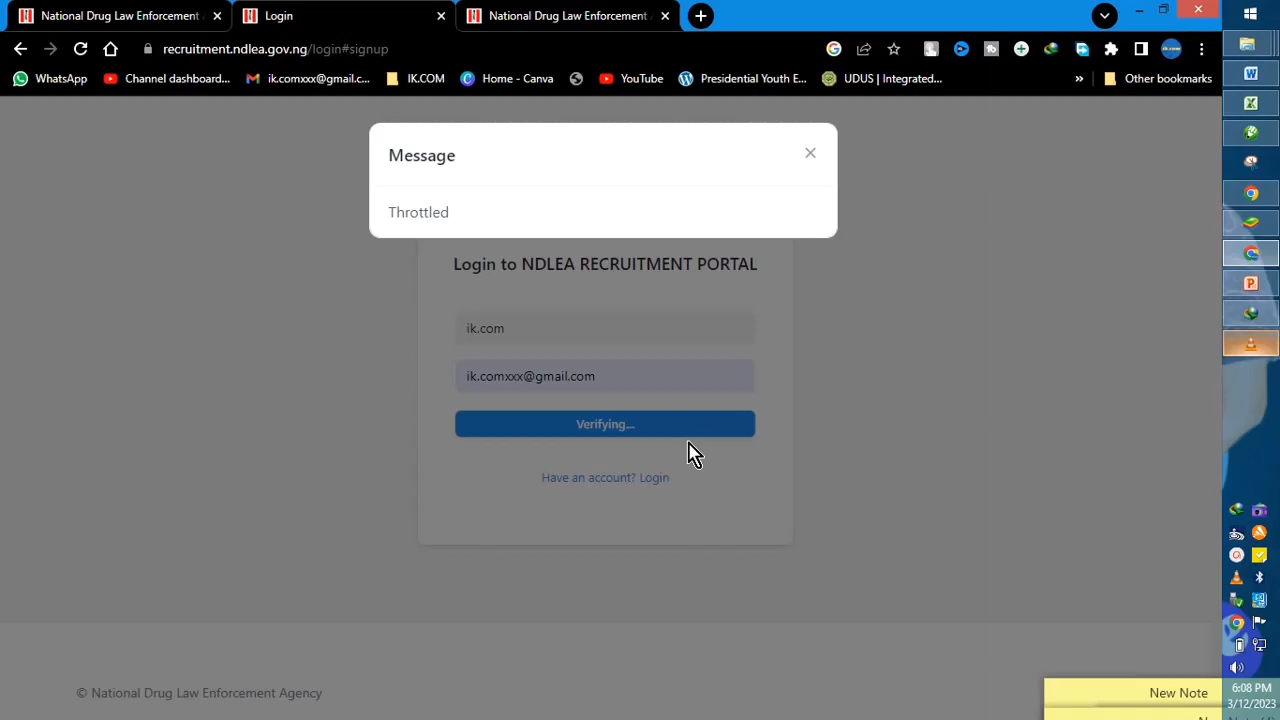 National Drug Law Enforcement A
Login
National Drug Law Enforcement
recruitment.ndlea.gov.ng/login#signup
WhatsApp
Channel dashboard...
ik.comxx@gmail.c...
IK.COM
Home - Canva
YouTube
Presidential Youth E...
UDUS | Integrated...
»
Other bookmarks
Message
Throttled
Login to NDLEA RECRUITMENT PORTAL
ik.com
ik.comxxx@gmail.com
Verifying...
Have an account? Login
© National Drug Law Enforcement Agency
New Note
6:08 PM
3/12/2023